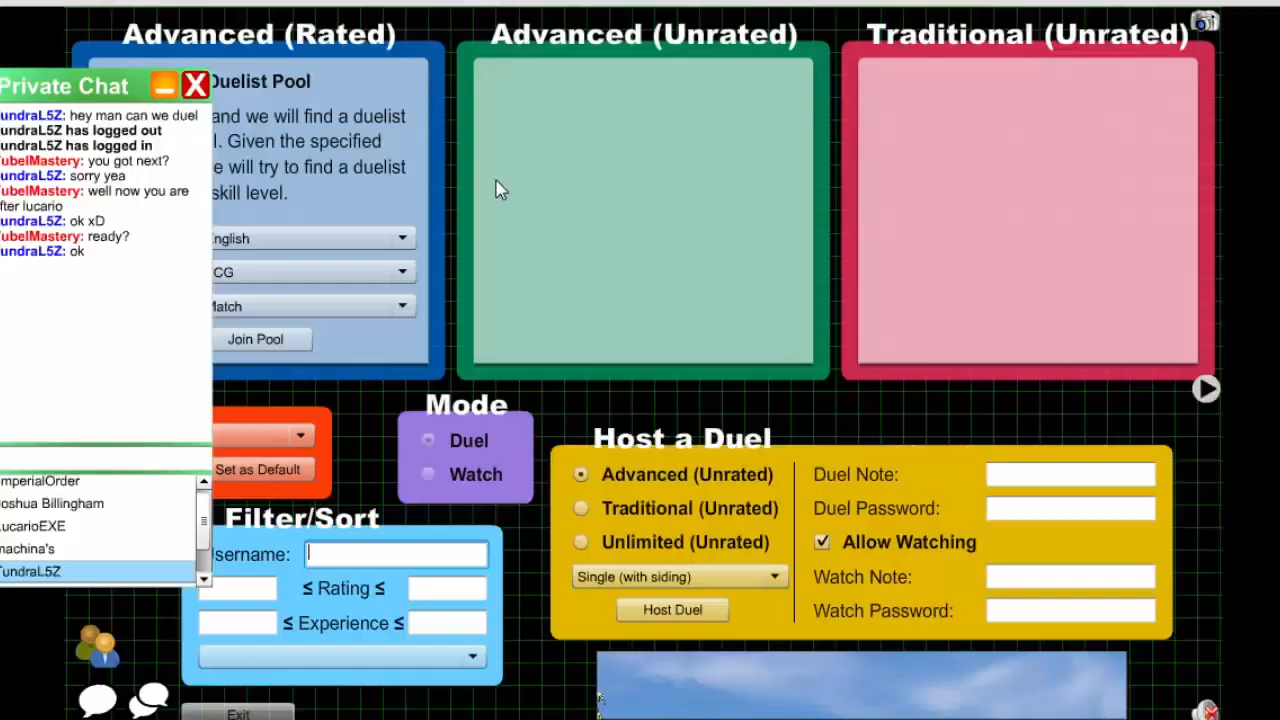 Advanced (Rated)
Advanced (Unrated)
Traditional (Unrated)
Private Chat
undraL5Z: hey man can we duel
undraL5Z has logged out
undraL5Z has logged in
ubelMastery: you got next?
undraL5Z: sorry yea
ubelMastery: well now you are
fter lucario
undraL5Z: ok xD
ubelMastery: ready?
undraL5Z: ok
Duelist Pool
and we will find a duelist
l. Given the specified
e will try to find a duelist
skill level.
nglish
CG
Match
Join Pool
Set as Default
mperialOrder
oshua Billingham
LucarioEXE
machina's
TundraL5Z
Mode
Duel
Watch
Filter/Sort
sername:
≤ Rating ≤
≤ Experience ≤
Exit
Host a Duel
Advanced (Unrated)
Traditional (Unrated)
Unlimited (Unrated)
Single (with siding)
Host Duel
Duel Note:
Duel Password:
Allow Watching
Watch Note:
Watch Password: